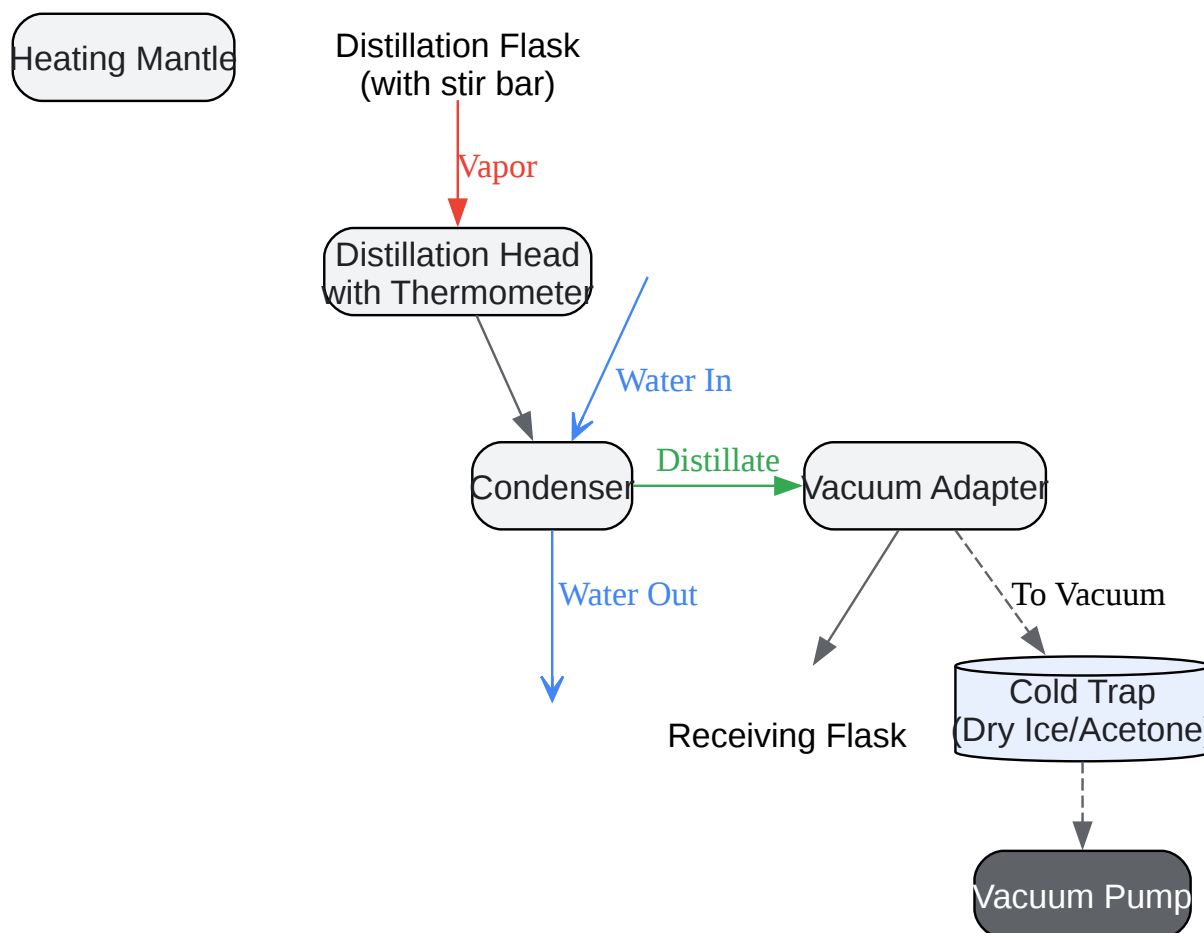 Heating Mantle
Distillation Flask
(with stir bar)
Vapor
Distillation Head
with Thermometer
Water In
Distillate
Condenser
Vacuum Adapter
Water Out
To Vacuum
Cold Trap
(Dry Ice/Acetone)
Receiving Flask
Vacuum Pump